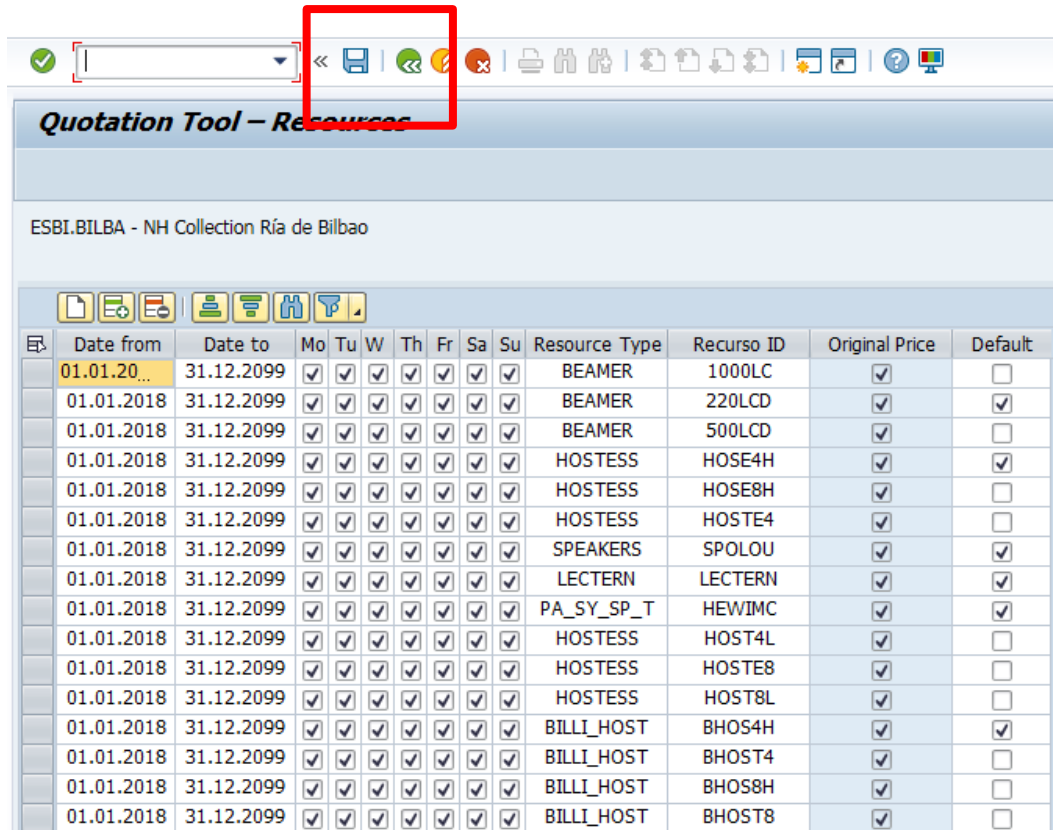 Quotation Tool – Resources
ESBI.BILBA - NH Collection Ría de Bilbao
Date from Date to Mo Tu W Th Fr Sa Su Resource Type Recurso ID Original Price Default
01.01.20... 31.12.2099 BEAMER 1000LC
01.01.2018 31.12.2099 BEAMER 220LCD
01.01.2018 31.12.2099 BEAMER 500LCD
01.01.2018 31.12.2099 HOSTESS HOSE4H
01.01.2018 31.12.2099 HOSTESS HOSE8H
01.01.2018 31.12.2099 HOSTESS HOSTE4
01.01.2018 31.12.2099 SPEAKERS SPOLOU
01.01.2018 31.12.2099 LECTERN LECTERN
01.01.2018 31.12.2099 PA_SY_SP_T HEWIMC
01.01.2018 31.12.2099 HOSTESS HOST4L
01.01.2018 31.12.2099 HOSTESS HOSTE8
01.01.2018 31.12.2099 HOSTESS HOST8L
01.01.2018 31.12.2099 BILLI_HOST BHOS4H
01.01.2018 31.12.2099 BILLI_HOST BHOST4
01.01.2018 31.12.2099 BILLI_HOST BHOS8H
01.01.2018 31.12.2099 BILLI_HOST BHOST8